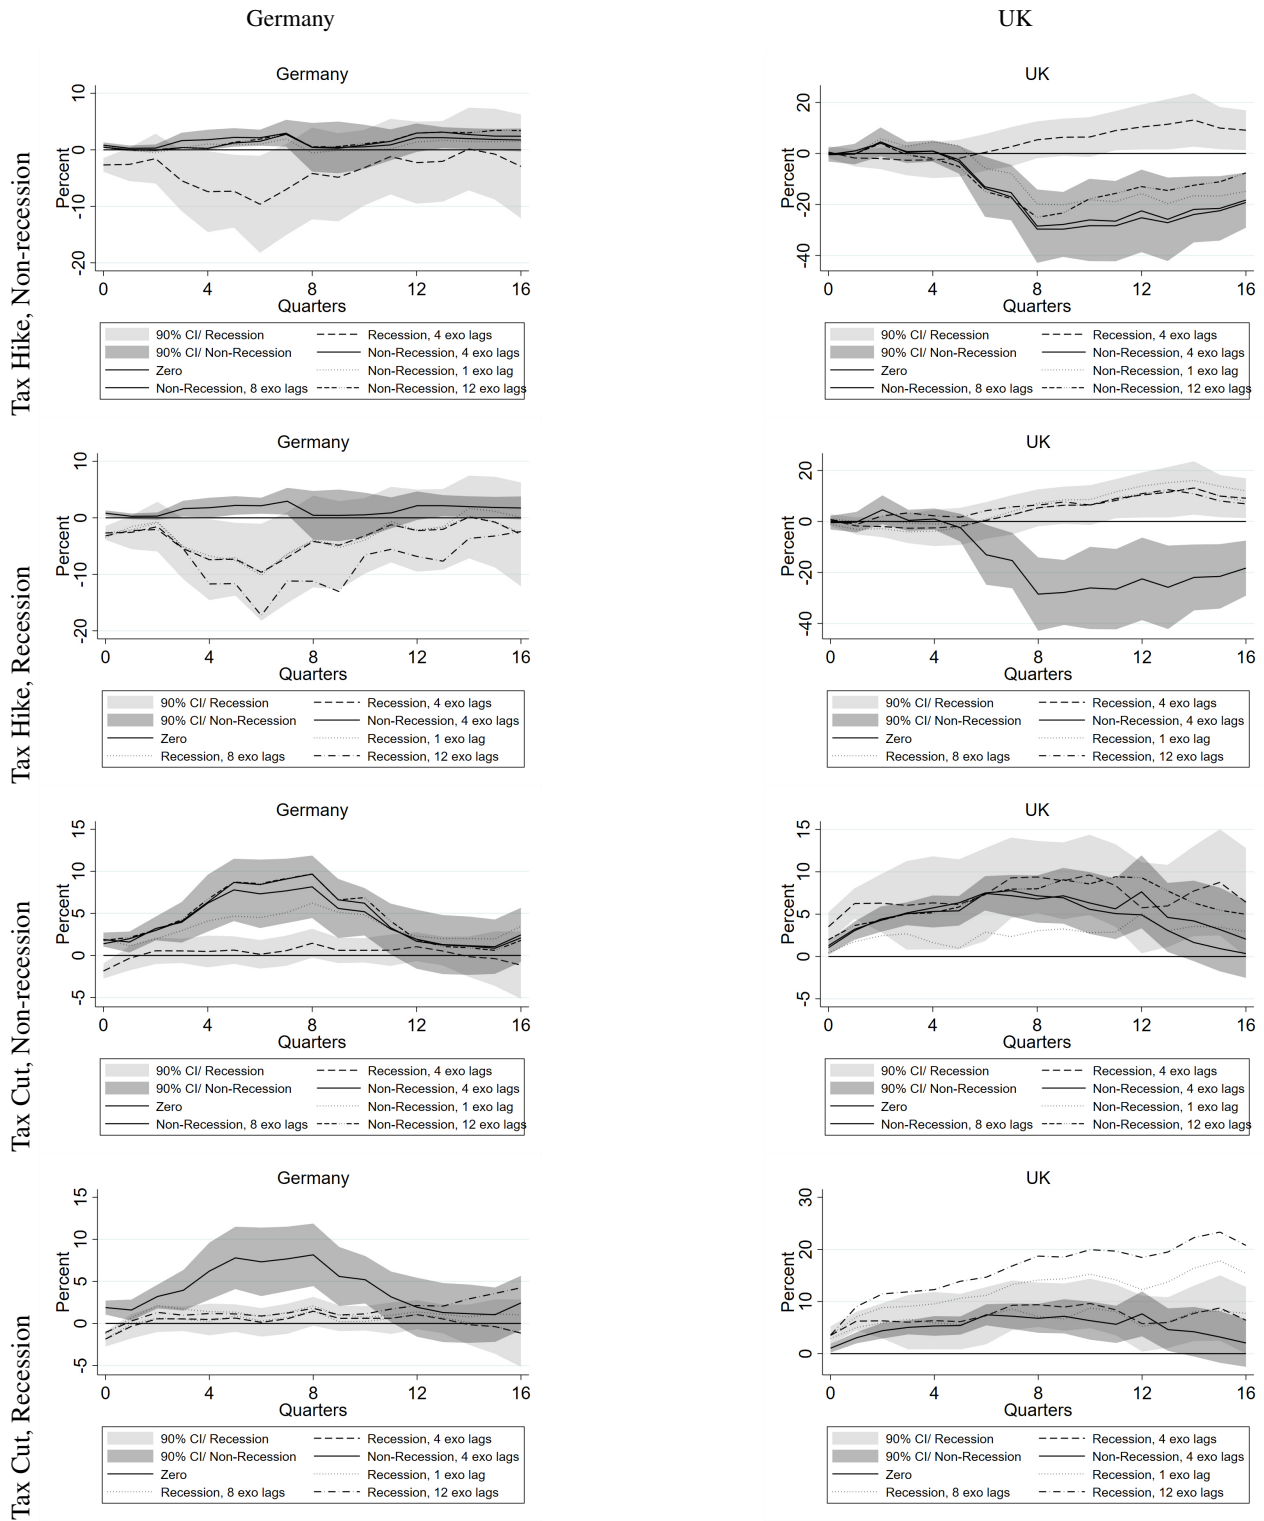 Germany
UK
Tax Hike, Non-recession
Germany
10
0
-10
-20
Percent
0 4 8 12 16
Quarters
90% CI/ Recession
Recession, 4 exo lags
90% CI/ Non-Recession
Non-Recession, 4 exo lags
Zero
Non-Recession, 1 exo lag
Non-Recession, 8 exo lags
Non-Recession, 12 exo lags
UK
20
0
-20
-40
Percent
0 4 8 12 16
Quarters
90% CI/ Recession
Recession, 4 exo lags
90% CI/ Non-Recession
Non-Recession, 4 exo lags
Zero
Non-Recession, 1 exo lag
Non-Recession, 8 exo lags
Non-Recession, 12 exo lags
Tax Hike, Recession
Germany
10
0
-10
-20
Percent
0 4 8 12 16
Quarters
90% CI/ Recession
Recession, 4 exo lags
90% CI/ Non-Recession
Non-Recession, 4 exo lags
Zero
Recession, 1 exo lag
Recession, 8 exo lags
Recession, 12 exo lags
UK
20
0
-20
-40
Percent
0 4 8 12 16
Quarters
90% CI/ Recession
Recession, 4 exo lags
90% CI/ Non-Recession
Non-Recession, 4 exo lags
Zero
Recession, 1 exo lag
Recession, 8 exo lags
Recession, 12 exo lags
Tax Cut, Non-recession
Germany
15
10
5
0
-5
Percent
0 4 8 12 16
Quarters
90% CI/ Recession
Recession, 4 exo lags
90% CI/ Non-Recession
Non-Recession, 4 exo lags
Zero
Non-Recession, 1 exo lag
Non-Recession, 8 exo lags
Non-Recession, 12 exo lags
UK
15
10
5
0
-5
Percent
0 4 8 12 16
Quarters
90% CI/ Recession
Recession, 4 exo lags
90% CI/ Non-Recession
Non-Recession, 4 exo lags
Zero
Non-Recession, 1 exo lag
Non-Recession, 8 exo lags
Non-Recession, 12 exo lags
Tax Cut, Recession
Germany
15
10
5
0
-5
Percent
0 4 8 12 16
Quarters
90% CI/ Recession
Recession, 4 exo lags
90% CI/ Non-Recession
Non-Recession, 4 exo lags
Zero
Recession, 1 exo lag
Recession, 8 exo lags
Recession, 12 exo lags
UK
30
20
10
0
Percent
0 4 8 12 16
Quarters
90% CI/ Recession
Recession, 4 exo lags
90% CI/ Non-Recession
Non-Recession, 4 exo lags
Zero
Recession, 1 exo lag
Recession, 8 exo lags
Recession, 12 exo lags